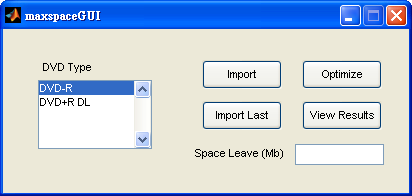 maxspaceGUI
DVD Type
DVD-R
DVD+R DL
Import
Optimize
Import Last
View Results
Space Leave (Mb)